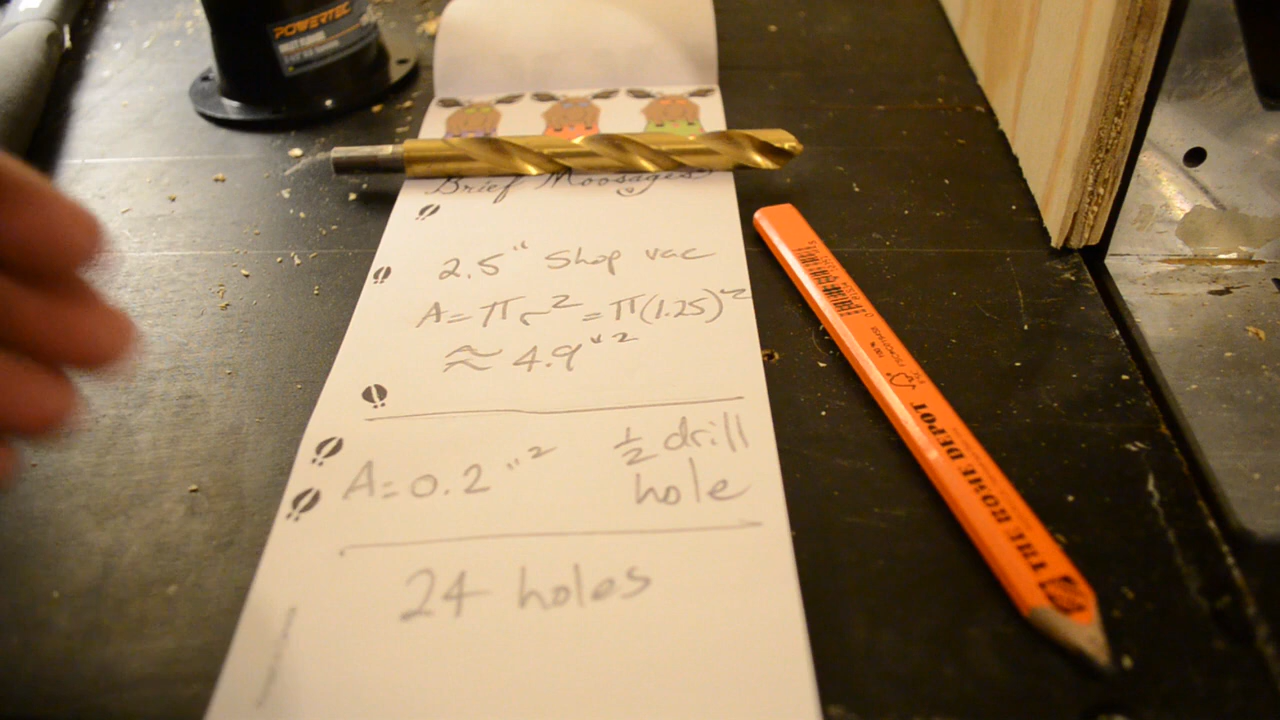 POWERTEC
Brief Moosages
2.5" Shop vac
A=πr²=π(1.25)²
≈4.9"²
A=0.2"² ½ drill
hole
24 holes
THE HOME DEPOT